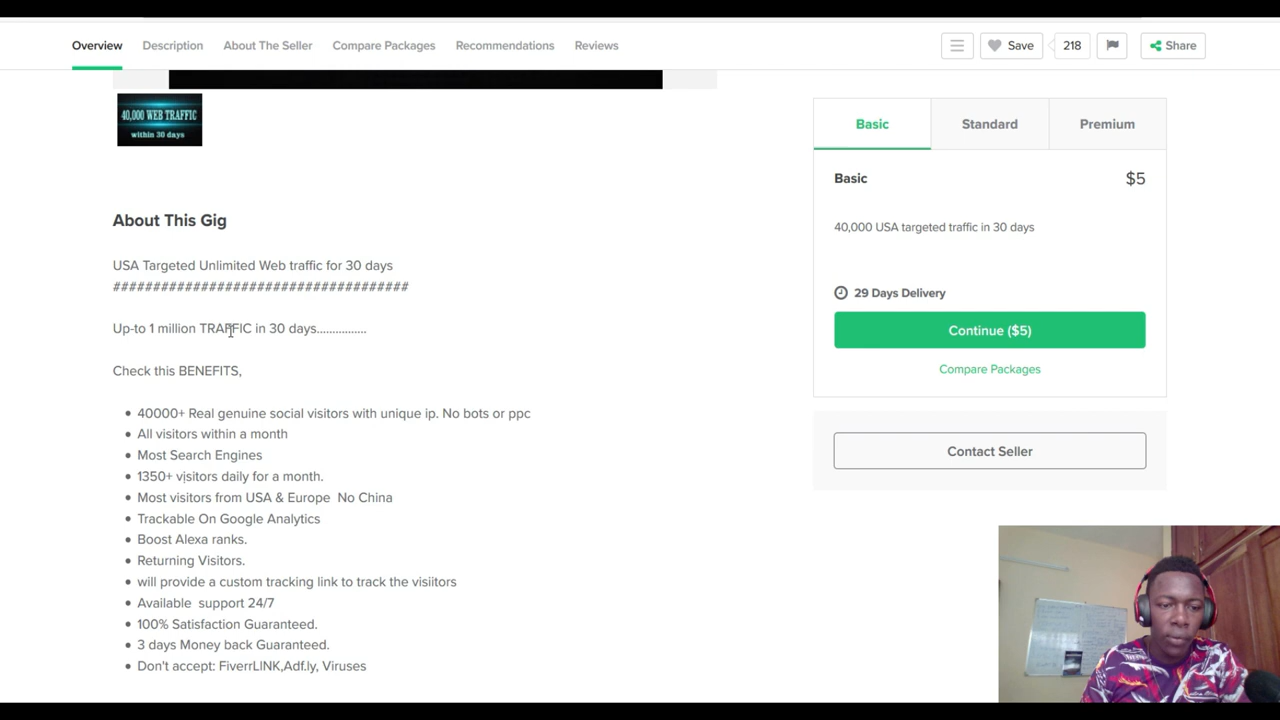 Overview Description About The Seller Compare Packages Recommendations Reviews
Save 218 Share
40,000 WEB TRAFFIC
within 30 days
Basic Standard Premium
Basic $5
40,000 USA targeted traffic in 30 days
29 Days Delivery
Continue ($5)
Compare Packages
Contact Seller
About This Gig
USA Targeted Unlimited Web traffic for 30 days
#####################################
Up-to 1 million TRAFFIC in 30 days...............
Check this BENEFITS,
40000+ Real genuine social visitors with unique ip. No bots or ppc
All visitors within a month
Most Search Engines
1350+ visitors daily for a month.
Most visitors from USA & Europe No China
Trackable On Google Analytics
Boost Alexa ranks.
Returning Visitors.
will provide a custom tracking link to track the visiitors
Available support 24/7
100% Satisfaction Guaranteed.
3 days Money back Guaranteed.
Don't accept: FiverrLINK,Adf.ly, Viruses